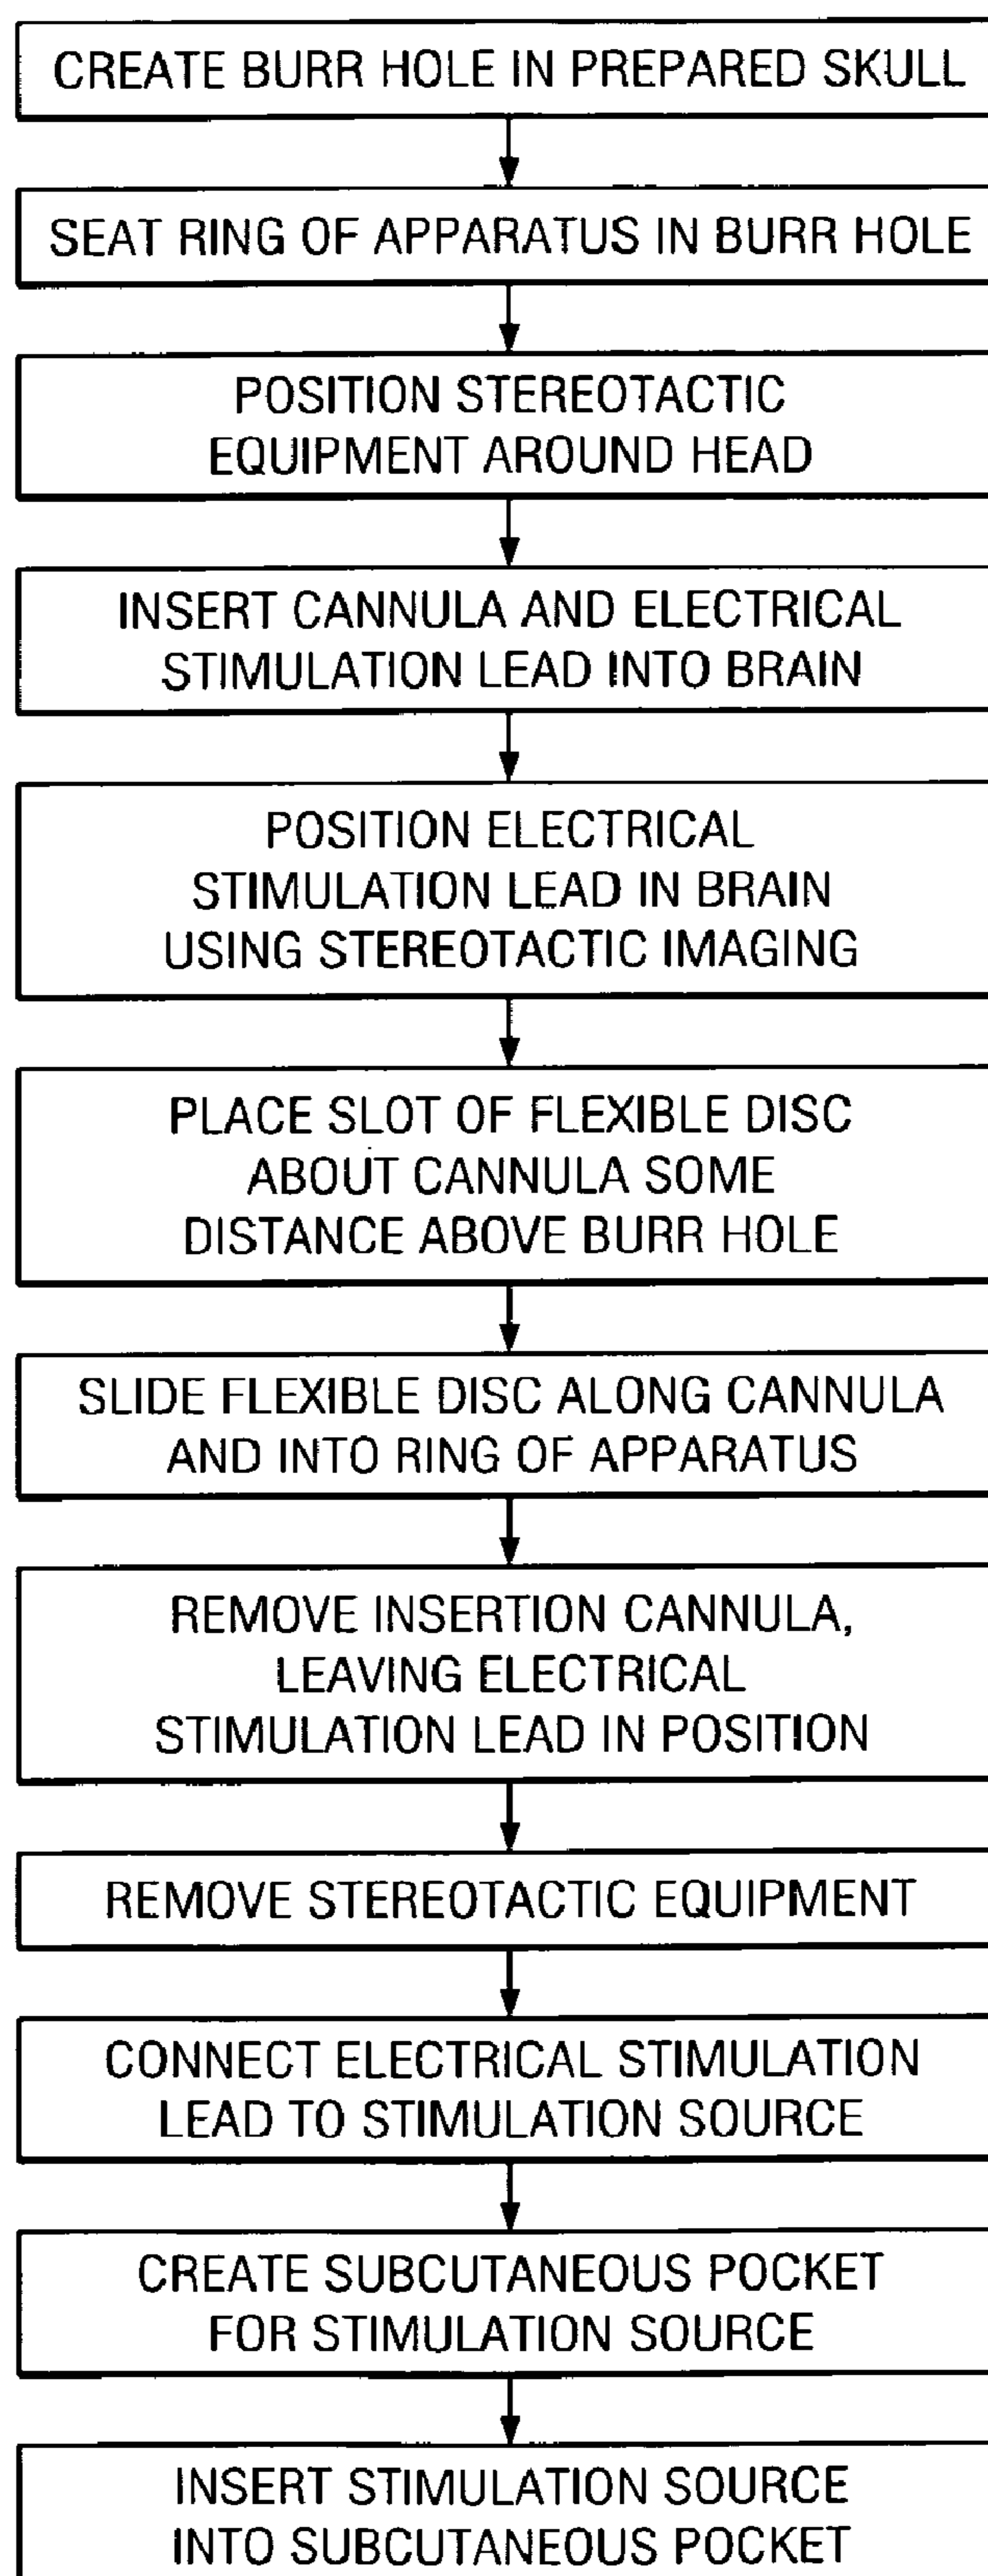 CREATE BURR HOLE IN PREPARED SKULL
SEAT RING OF APPARATUS IN BURR HOLE
POSITION STEREOTACTIC
EQUIPMENT AROUND HEAD
INSERT CANNULA AND ELECTRICAL
STIMULATION LEAD INTO BRAIN
POSITION ELECTRICAL
STIMULATION LEAD IN BRAIN
USING STEREOTACTIC IMAGING
PLACE SLOT OF FLEXIBLE DISC
ABOUT CANNULA SOME
DISTANCE ABOVE BURR HOLE
SLIDE FLEXIBLE DISC ALONG CANNULA
AND INTO RING OF APPARATUS
REMOVE INSERTION CANNULA,
LEAVING ELECTRICAL
STIMULATION LEAD IN POSITION
REMOVE STEREOTACTIC EQUIPMENT
CONNECT ELECTRICAL STIMULATION
LEAD TO STIMULATION SOURCE
CREATE SUBCUTANEOUS POCKET
FOR STIMULATION SOURCE
INSERT STIMULATION SOURCE
INTO SUBCUTANEOUS POCKET